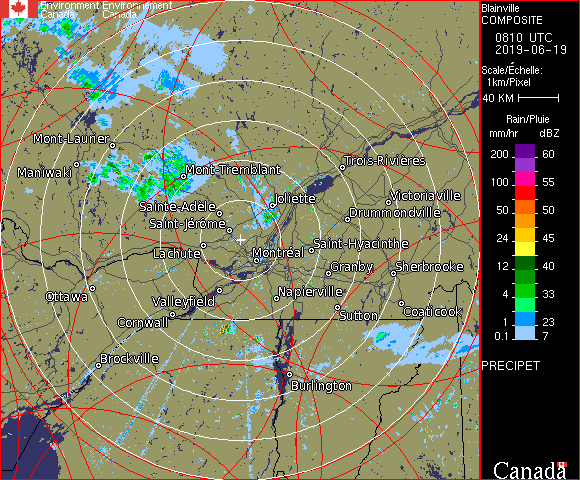 Environment Environnement
Canada Canada
Mont-Laurier
Maniwaki
Mont-Tremblant
Trois-Rivières
Sainte-Adele
Joliette
Victoriaville
Saint-Jérôme
Drummondville
Lachute
Montréal
Saint-Hyacinthe
Granby
Sherbrooke
Ottawa
Valleyfield
Napierville
Cornwall
Sutton
Coaticook
Brockville
Burlington
Blainville
COMPOSITE
0810 UTC
2019-06-19
Scale/Échelle:
1km/Pixel
40 KM
Rain/Pluie
mm/hr dBZ
200 60
100 55
50 50
24 45
12 40
4 33
1 23
0.1 7
PRECIPET
Canada